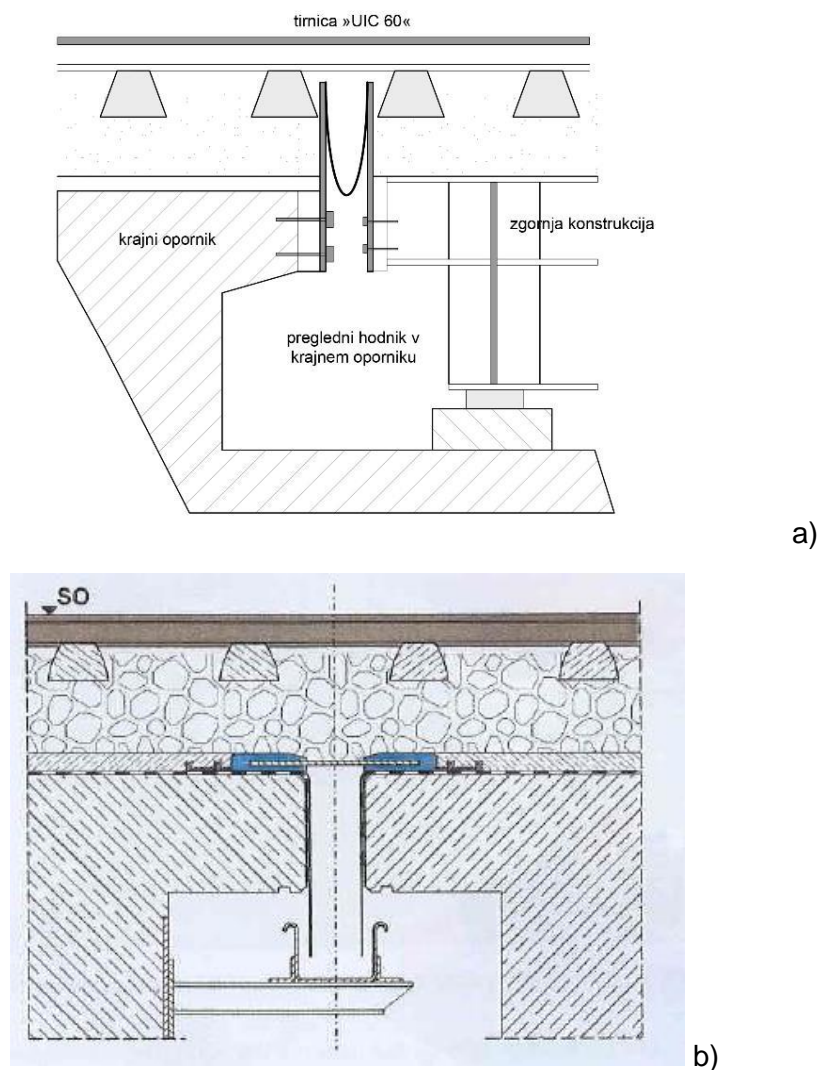 tirnica »UIC 60«
krajni opornik
zgornja konstrukcija
pregledni hodnik v
krajnem oporniku
a)
SO
b)